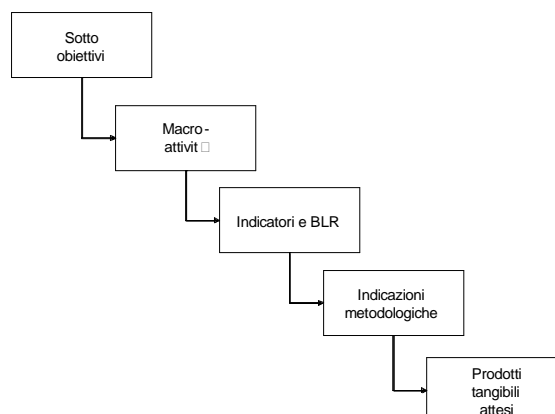 Sotto
obiettivi
Macro-
attivit□
Indicatori e BLR
Indicazioni
metodologiche
Prodotti
tangibili
attesi